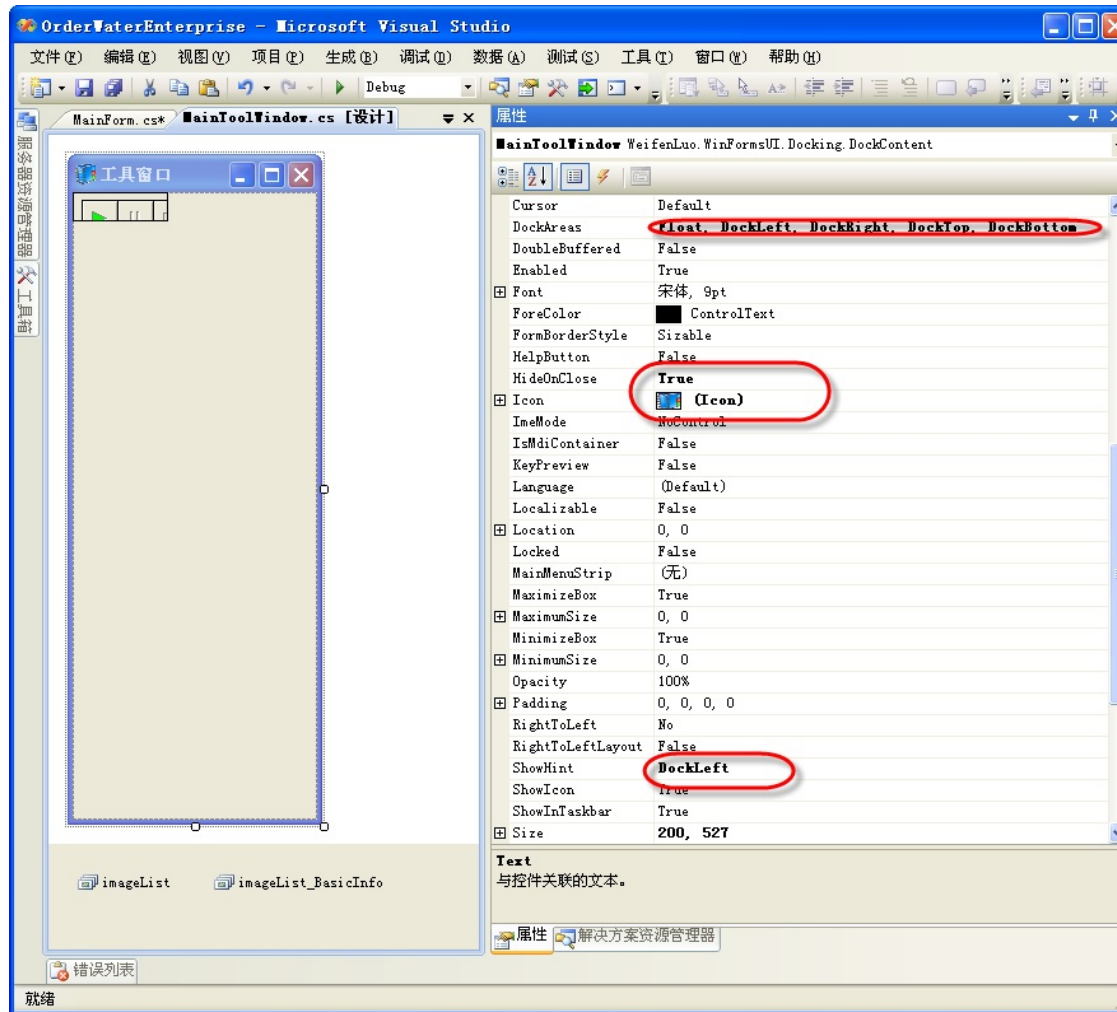 OrderWaterEnterprise - Microsoft Visual Studio
文件(F) 编辑(E) 视图(V) 项目(P) 生成(B) 调试(D) 数据(A) 测试(S) 工具(T) 窗口(W) 帮助(H)
Debug
MainForm.cs* MainToolWindow.cs [设计]
服务器资源管理器
工具箱
工具窗口
imageList imageList_BasicInfo
属性
MainToolWindow WeifenLuo.WinFormsUI.Docking.DockContent
Cursor Default
DockAreas Float, DockLeft, DockRight, DockTop, DockBottom
DoubleBuffered False
Enabled True
Font 宋体, 9pt
ForeColor ControlText
FormBorderStyle Sizable
HelpButton False
HideOnClose True
Icon (Icon)
ImeMode NoControl
IsMdiContainer False
KeyPreview False
Language (Default)
Localizable False
Location 0, 0
Locked False
MainMenuStrip (无)
MaximizeBox True
MaximumSize 0, 0
MinimizeBox True
MinimumSize 0, 0
Opacity 100%
Padding 0, 0, 0, 0
RightToLeft No
RightToLeftLayout False
ShowHint DockLeft
ShowIcon True
ShowInTaskbar True
Size 200, 527
Text
与控件关联的文本。
属性 解决方案资源管理器
错误列表
就绪